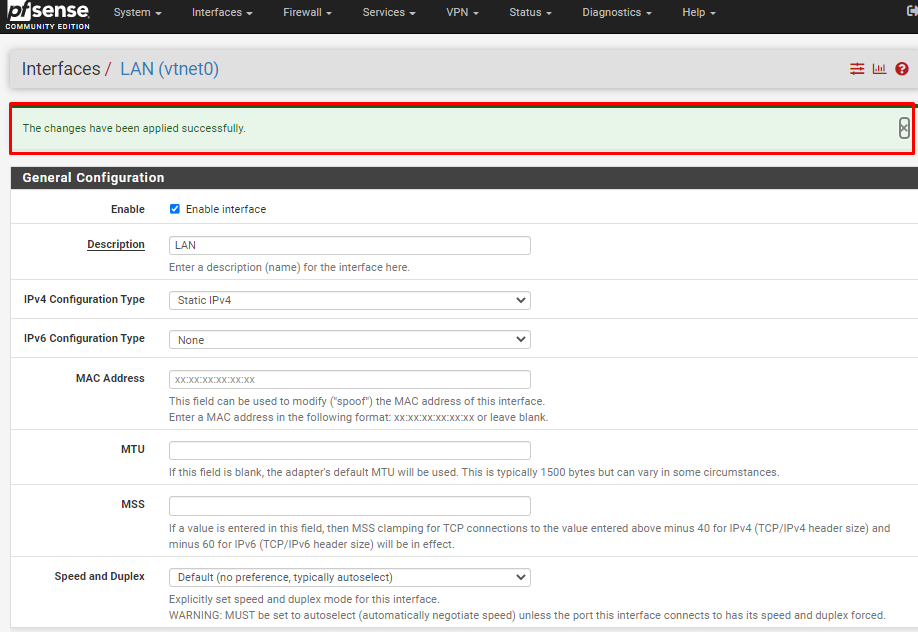 pfsense
COMMUNITY EDITION
System Interfaces Firewall Services VPN Status Diagnostics Help
Interfaces / LAN (vtnet0)
The changes have been applied successfully.
General Configuration
Enable Enable interface
Description LAN
Enter a description (name) for the interface here.
IPv4 Configuration Type Static IPv4
IPv6 Configuration Type None
MAC Address xx:xx:xx:xx:xx:xx
This field can be used to modify ("spoof") the MAC address of this interface.
Enter a MAC address in the following format: xx:xx:xx:xx:xx:xx or leave blank.
MTU
If this field is blank, the adapter's default MTU will be used. This is typically 1500 bytes but can vary in some circumstances.
MSS
If a value is entered in this field, then MSS clamping for TCP connections to the value entered above minus 40 for IPv4 (TCP/IPv4 header size) and
minus 60 for IPv6 (TCP/IPv6 header size) will be in effect.
Speed and Duplex Default (no preference, typically autoselect)
Explicitly set speed and duplex mode for this interface.
WARNING: MUST be set to autoselect (automatically negotiate speed) unless the port this interface connects to has its speed and duplex forced.